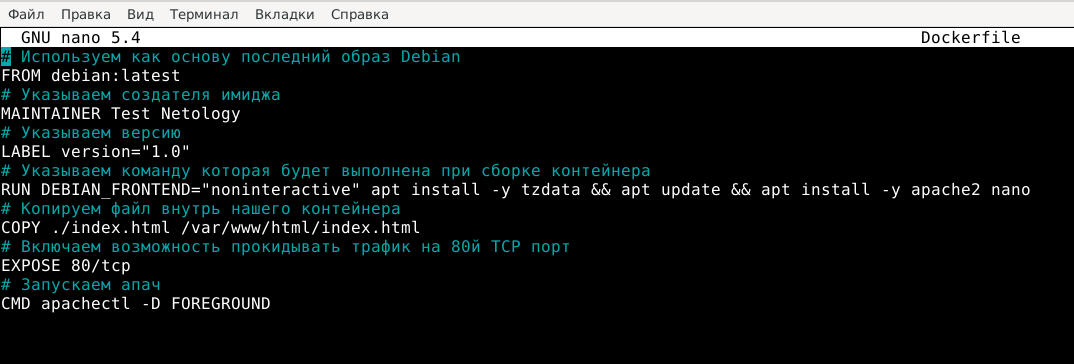 Файл Правка Вид Терминал Вкладки Справка
GNU nano 5.4 Dockerfile
# Используем как основу последний образ Debian
FROM debian:latest
# Указываем создателя имиджа
MAINTAINER Test Netology
# Указываем версию
LABEL version="1.0"
# Указываем команду которая будет выполнена при сборке контейнера
RUN DEBIAN_FRONTEND="noninteractive" apt install -y tzdata && apt update && apt install -y apache2 nano
# Копируем файл внутрь нашего контейнера
COPY ./index.html /var/www/html/index.html
# Включаем возможность прокидывать трафик на 80й TCP порт
EXPOSE 80/tcp
# Запускаем апач
CMD apachectl -D FOREGROUND